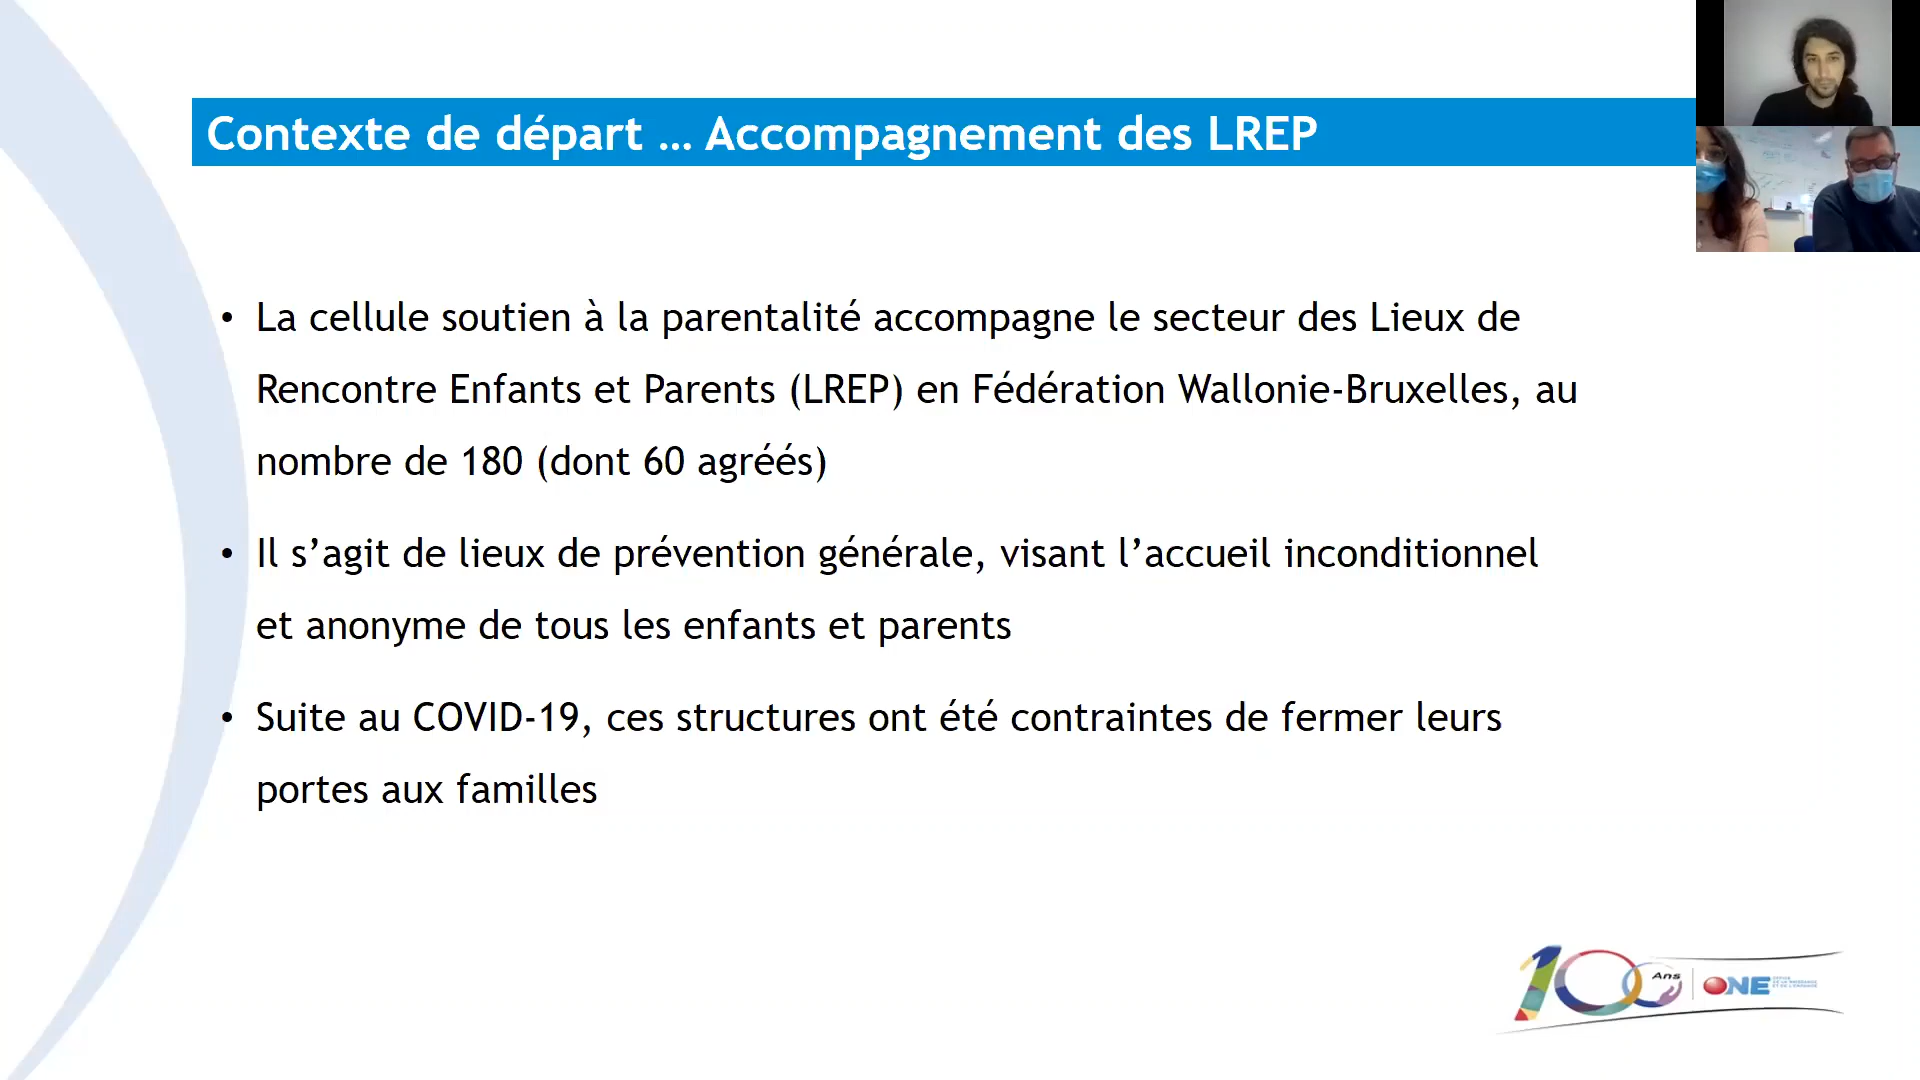 Contexte de départ … Accompagnement des LREP
• La cellule soutien à la parentalité accompagne le secteur des Lieux de
Rencontre Enfants et Parents (LREP) en Fédération Wallonie-Bruxelles, au
nombre de 180 (dont 60 agréés)
• Il s’agit de lieux de prévention générale, visant l’accueil inconditionnel
et anonyme de tous les enfants et parents
• Suite au COVID-19, ces structures ont été contraintes de fermer leurs
portes aux familles
100 Ans
ONE